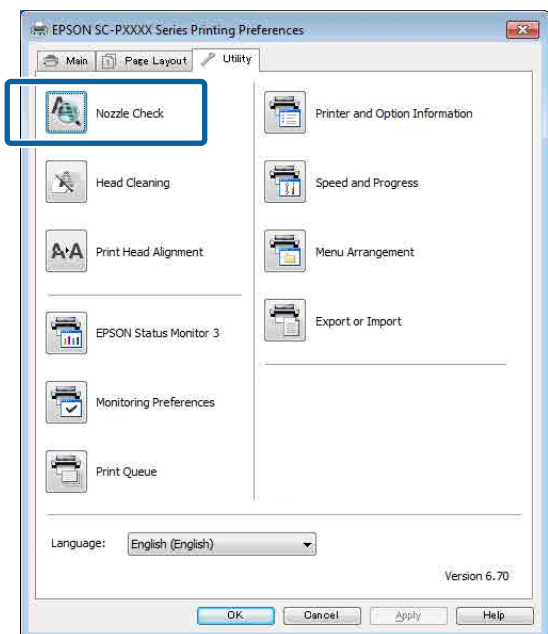 EPSON SC-PXXXX Series Printing Preferences
Main Page Layout Utility
Nozzle Check
Head Cleaning
Print Head Alignment
EPSON Status Monitor 3
Monitoring Preferences
Print Queue
Printer and Option Information
Speed and Progress
Menu Arrangement
Export or Import
Language: English (English)
Version 6.70
OK Cancel Apply Help